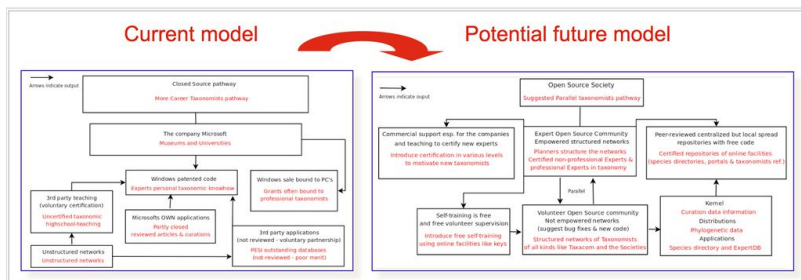 Current model
Potential future model
Arrows indicate output
Closed Source pathway
More Career Taxonomists pathway
The company Microsoft
Museums and Universities
Windows patented code
Experts personal taxonomic knowhow
Windows sale bound to PC's
Grants often bound to
professional taxonomists
3rd party teaching
(voluntary certification)
Uncertified taxonomic
highschool-teaching
Microsofts OWN applications
Partly closed
reviewed articles & curations
3rd party applications
(not reviewed - voluntary partnership)
PESI outstanding databases
(not reviewed - poor merit)
Unstructured networks
Unstructured networks
Arrows indicate ouput
Open Source Society
Suggested Parallel taxonomists pathway
Commercial support esp. for the companies
and teaching to certify new experts
Introduce certification in various levels
to motivate new taxonomists
Expert Open Source Community
Empowered structured networks
Planners structure the networks
Certified non-professional Experts &
professional Experts in taxonomy
Peer-reviewed centralized but local spread
repositories with free code
Certified repositories of online facilities
(species directories, portals & taxonomists ref.)
Parallel
Self-training is free
and free volunteer supervision
Introduce free self-training
using online facilities like keys
Volunteer Open Source community
Not empowered networks
(suggest bug fixes & new code)
Structured networks of Taxonomists
of all kinds like Taxacom and the Societies
Kernel
Curation data information
Distributions
Phylogenetic data
Applications
Species directory and ExpertDB